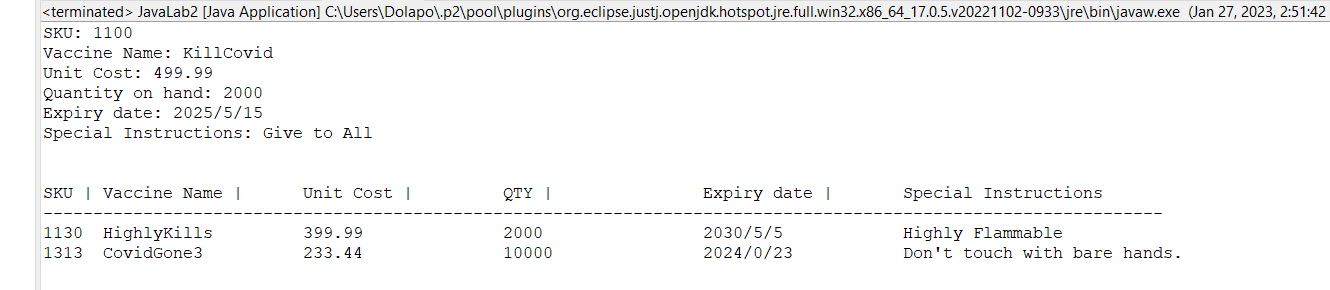 <terminated> JavaLab2 [Java Application] C:\Users\Dolapo\.p2\pool\plugins\org.eclipse.justj.openjdk.hotspot.jre.full.win32.x86_64_17.0.5.v20221102-0933\jre\bin\javaw.exe (Jan 27, 2023, 2:51:42
SKU: 1100
Vaccine Name: KillCovid
Unit Cost: 499.99
Quantity on hand: 2000
Expiry date: 2025/5/15
Special Instructions: Give to All
SKU | Vaccine Name | Unit Cost | QTY | Expiry date | Special Instructions
----------------------------------------------------------------------------------------------------------------
1130 HighlyKills 399.99 2000 2030/5/5 Highly Flammable
1313 CovidGone3 233.44 10000 2024/0/23 Don't touch with bare hands.